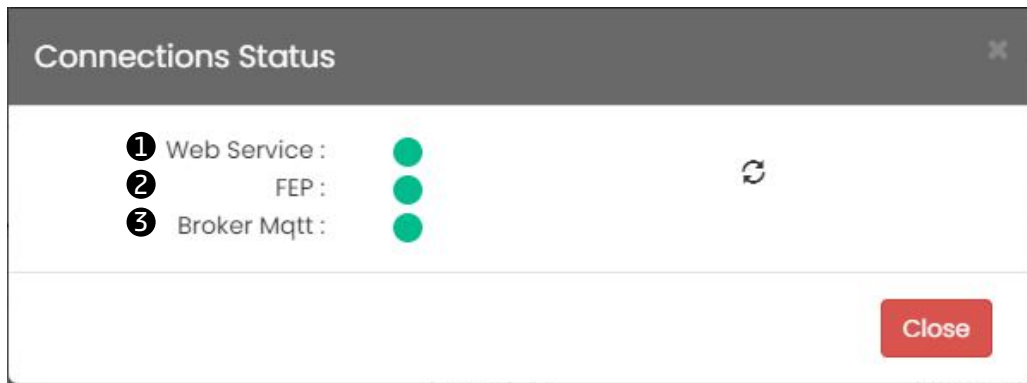 Connections Status ×
❶ Web Service :
❷ FEP :
❸ Broker Mqtt :
Close